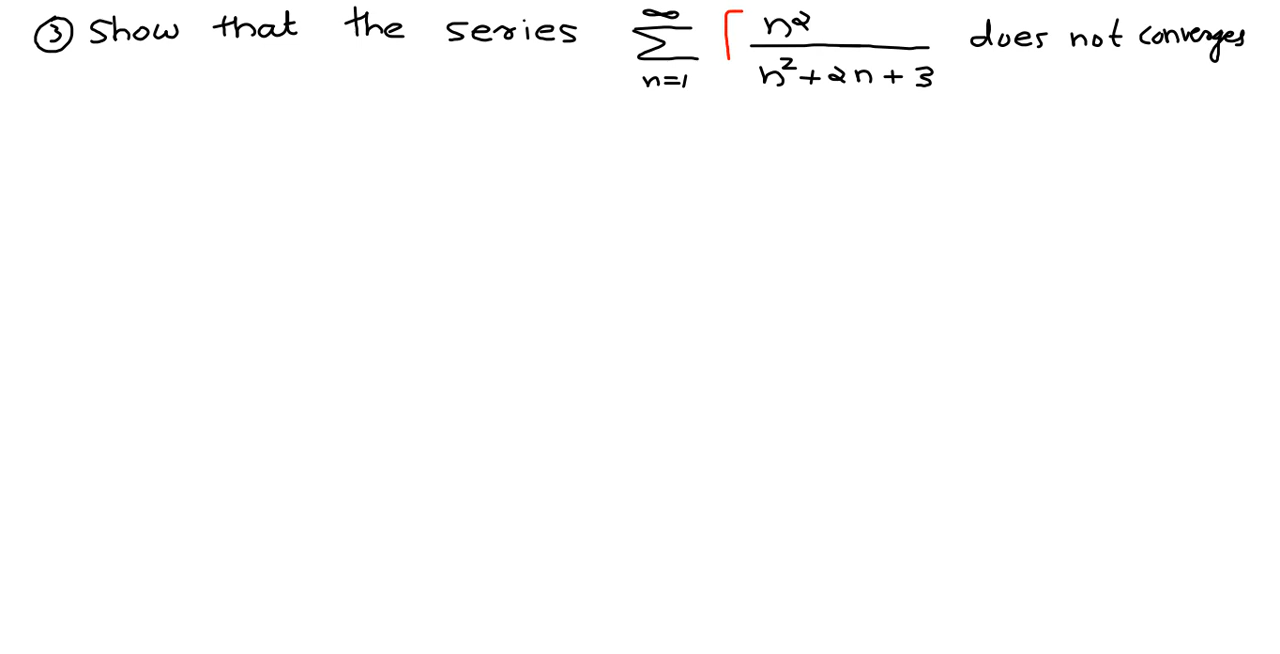 ③ Show that the series ∑_{n=1}^{∞} ⌈ n²/(n²+2n+3) does not converges